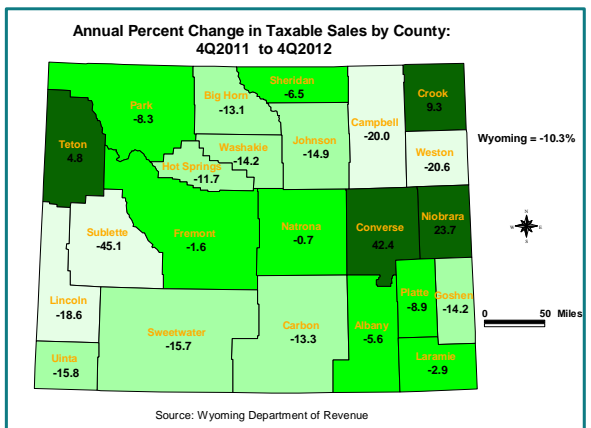 Annual Percent Change in Taxable Sales by County:
4Q2011 to 4Q2012
Sheridan
-6.5
Park
-8.3
Big Horn
-13.1
Crook
9.3
Campbell
-20.0
Johnson
-14.9
Wyoming = -10.3%
Teton
4.8
Washakie
-14.2
Weston
-20.6
Hot Springs
-11.7
Sublette
-45.1
Fremont
-1.6
Natrona
-0.7
Converse
42.4
Niobrara
23.7
N
W
E
S
Lincoln
-18.6
Platte
-8.9
Goshen
-14.2
0 50 Miles
Sweetwater
-15.7
Carbon
-13.3
Albany
-5.6
Uinta
-15.8
Laramie
-2.9
Source: Wyoming Department of Revenue